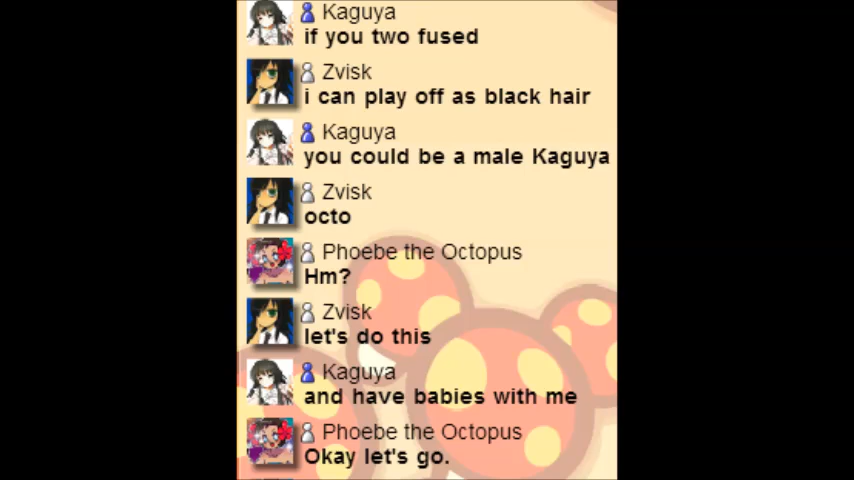 Kaguya
if you two fused
Zvisk
i can play off as black hair
Kaguya
you could be a male Kaguya
Zvisk
octo
Phoebe the Octopus
Hm?
Zvisk
let's do this
Kaguya
and have babies with me
Phoebe the Octopus
Okay let's go.